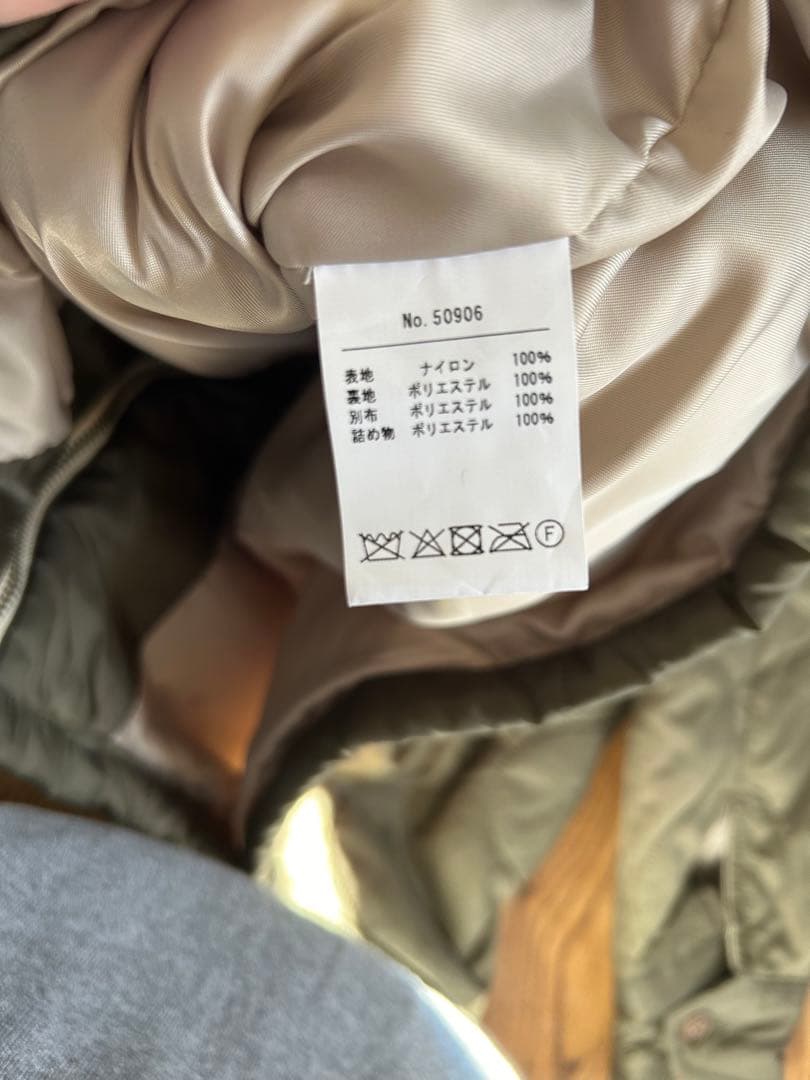 No. 50906
表地 ナイロン 100%
裏地 ポリエステル 100%
別布 ポリエステル 100%
詰め物 ポリエステル 100%
F